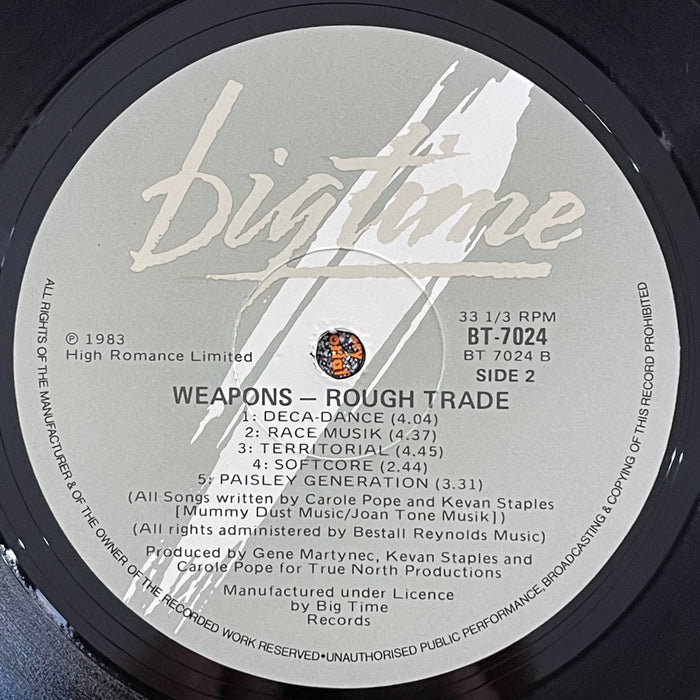 bigtime
℗ 1983
High Romance Limited
33 1/3 RPM
BT-7024
BT 7024 B
SIDE 2
WEAPONS – ROUGH TRADE
1: DECA-DANCE (4.04)
2: RACE MUSIK (4.37)
3: TERRITORIAL (4.45)
4: SOFTCORE (2.44)
5: PAISLEY GENERATION (3.31)
(All Songs written by Carole Pope and Kevan Staples
[Mummy Dust Music/Joan Tone Musik])
(All rights administered by Bestall Reynolds Music)
Produced by Gene Martynec, Kevan Staples and
Carole Pope for True North Productions
Manufactured under Licence
by Big Time
Records
ALL RIGHTS OF THE MANUFACTURER & OF THE OWNER OF THE RECORDED WORK RESERVED•UNAUTHORISED PUBLIC PERFORMANCE, BROADCASTING & COPYING OF THIS RECORD PROHIBITED